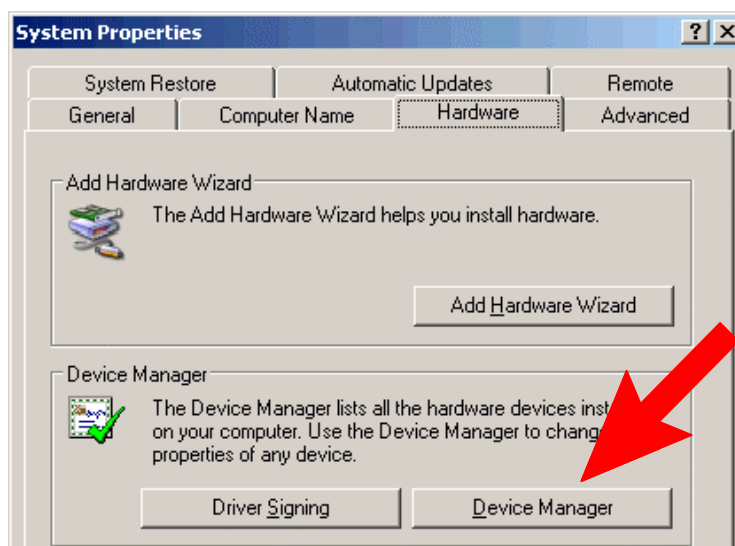 System Properties
System Restore Automatic Updates Remote
General Computer Name Hardware Advanced
Add Hardware Wizard
The Add Hardware Wizard helps you install hardware.
Add Hardware Wizard
Device Manager
The Device Manager lists all the hardware devices
on your computer. Use the Device Manager to
properties of any device.
Driver Signing Device Manager